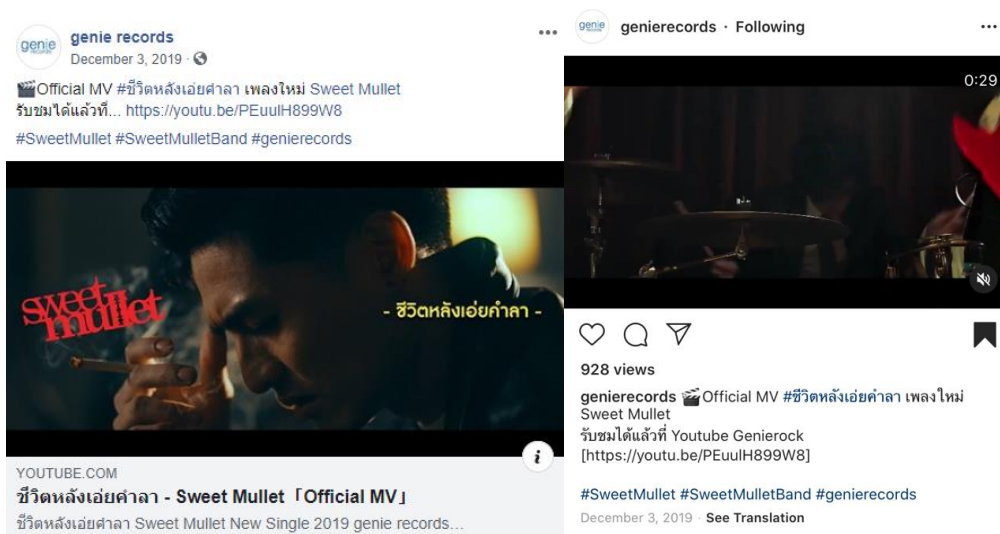 genie
records
genie records
December 3, 2019
🎬Official MV #ชีวิตหลังเอ่ยคำลา เพลงใหม่ Sweet Mullet
รับชมได้แล้วที่... https://youtu.be/PEuulH899W8
#SweetMullet #SweetMulletBand #genierecords
sweet
mullet
- ชีวิตหลังเอ่ยคำลา -
i
YOUTUBE.COM
ชีวิตหลังเอ่ยคำลา - Sweet Mullet「Official MV」
ชีวิตหลังเอ่ยคำลา Sweet Mullet New Single 2019 genie records...
genie
records
genierecords · Following
0:29
928 views
genierecords 🎬Official MV #ชีวิตหลังเอ่ยคำลา เพลงใหม่
Sweet Mullet
รับชมได้แล้วที่ Youtube Genierock
[https://youtu.be/PEuulH899W8]
#SweetMullet #SweetMulletBand #genierecords
December 3, 2019 · See Translation